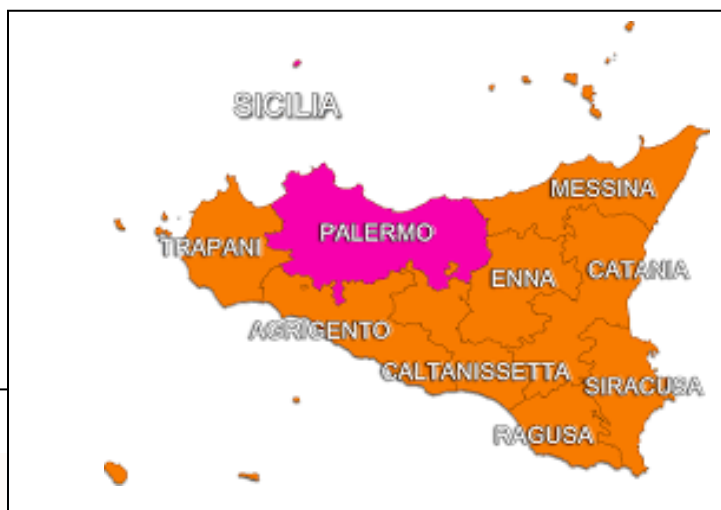 SICILIA
MESSINA
PALERMO
TRAPANI
ENNA
CATANIA
AGRIGENTO
CALTANISSETTA
SIRACUSA
RAGUSA